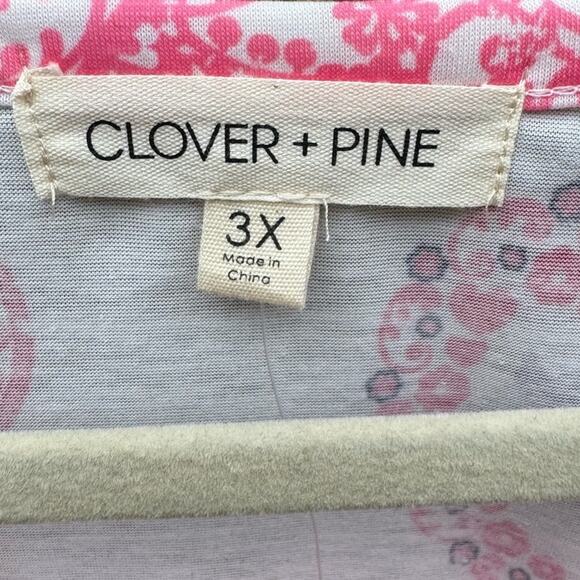 CLOVER + PINE
3X
Made in
China